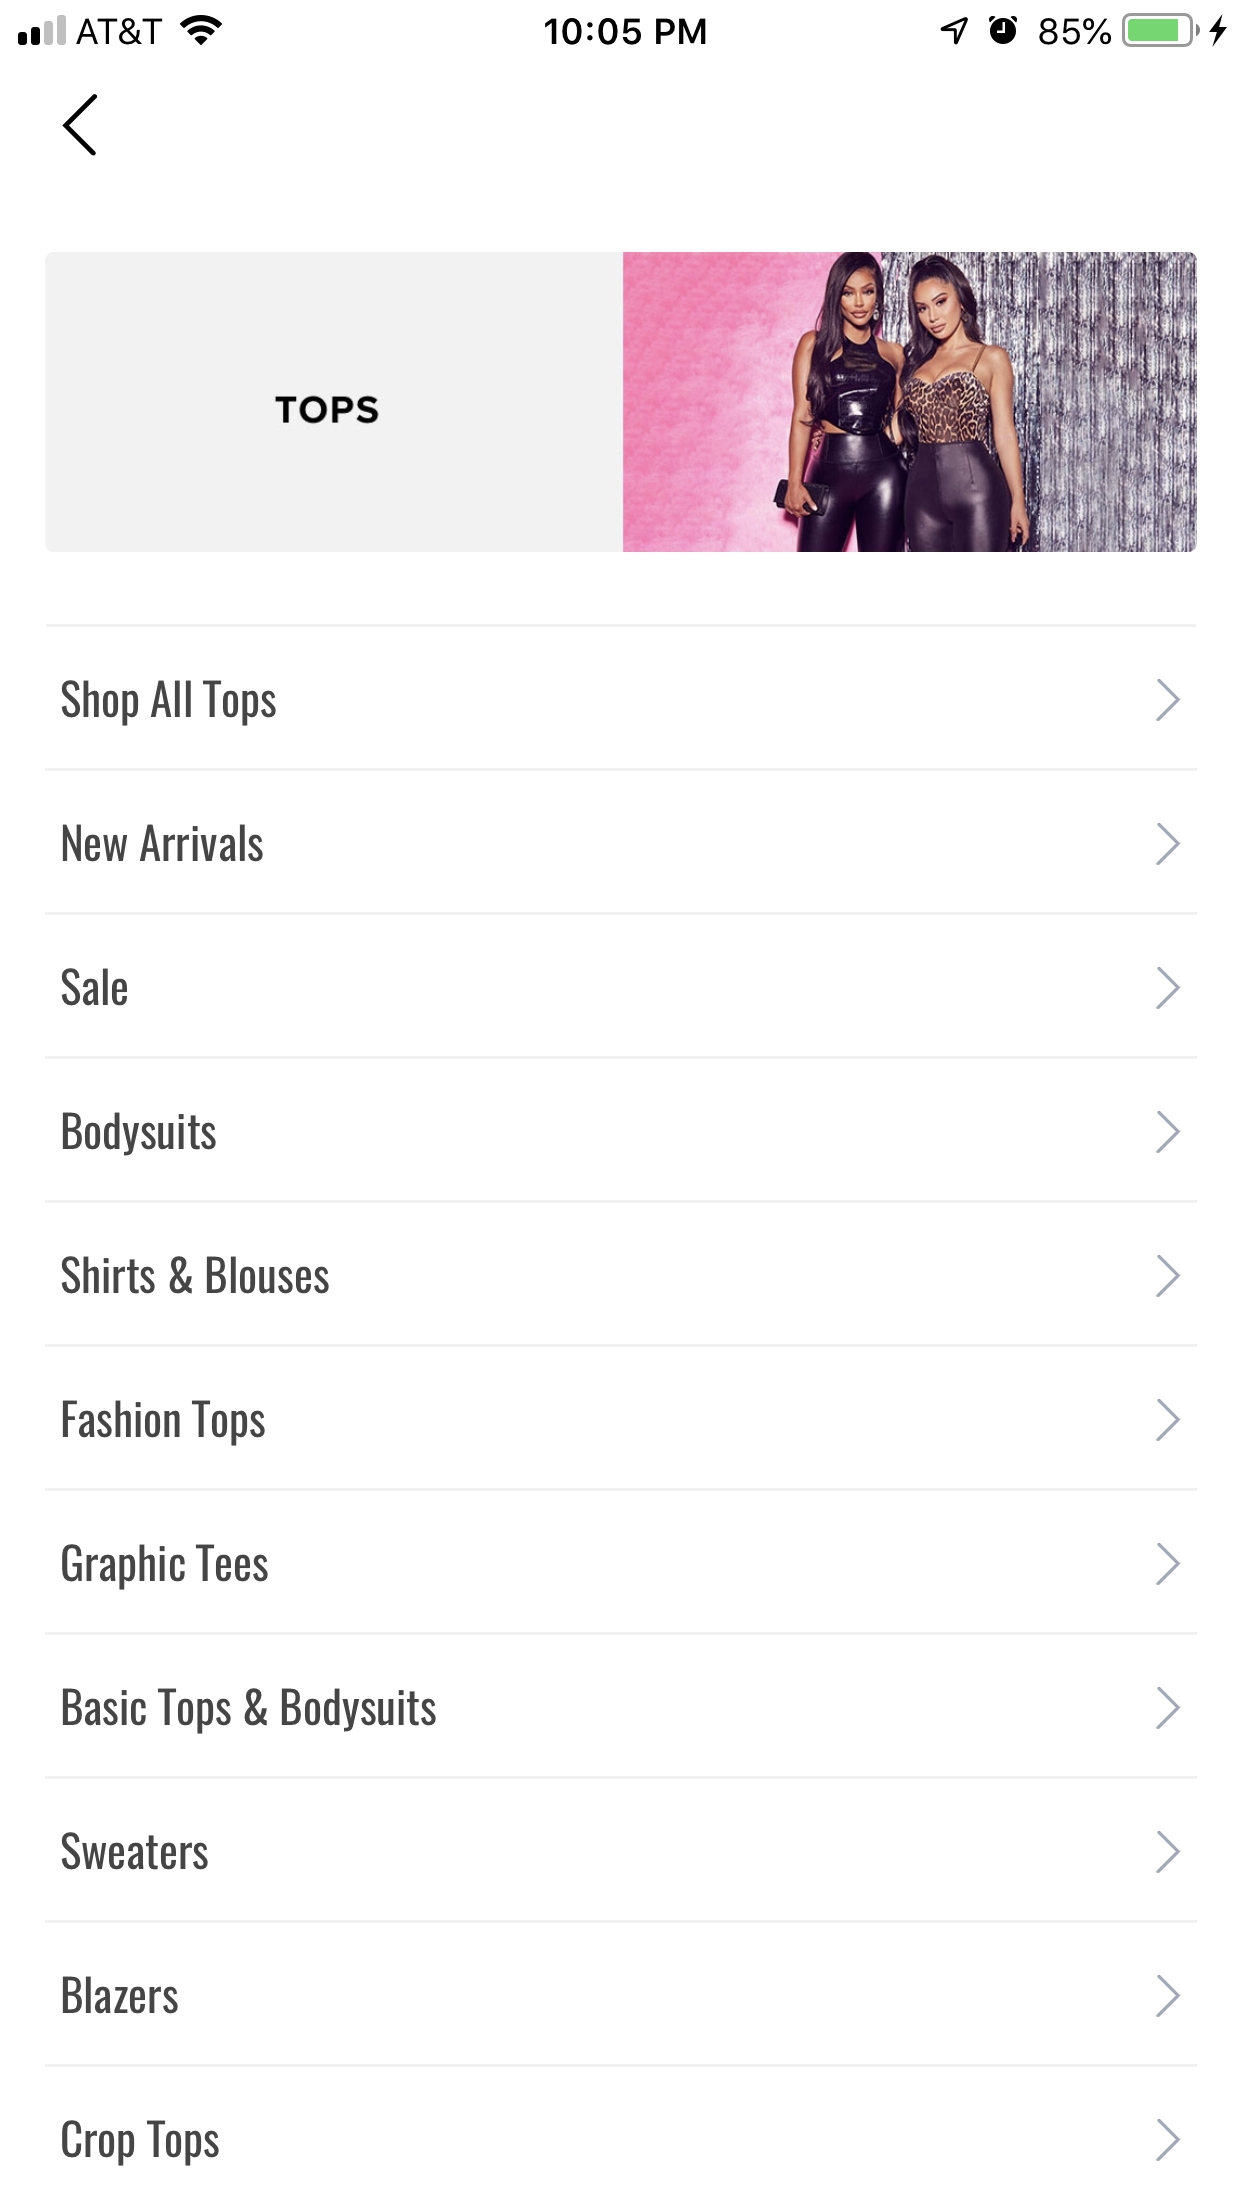 AT&T
10:05 PM
85%
TOPS
Shop All Tops
New Arrivals
Sale
Bodysuits
Shirts & Blouses
Fashion Tops
Graphic Tees
Basic Tops & Bodysuits
Sweaters
Blazers
Crop Tops